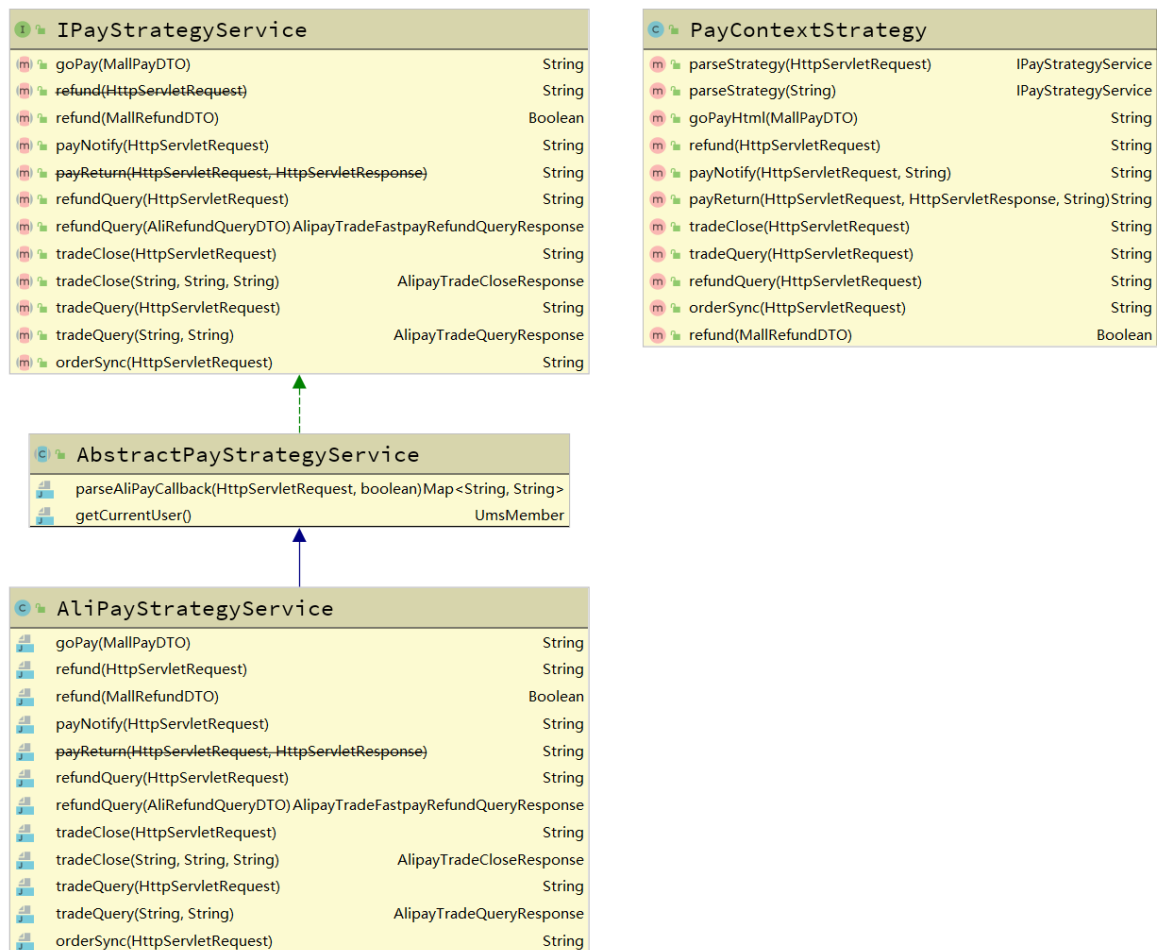 IPayStrategyService
goPay(MallPayDTO) String
refund(HttpServletRequest) String
refund(MallRefundDTO) Boolean
payNotify(HttpServletRequest) String
payReturn(HttpServletRequest, HttpServletResponse) String
refundQuery(HttpServletRequest) String
refundQuery(AliRefundQueryDTO) AlipayTradeFastpayRefundQueryResponse
tradeClose(HttpServletRequest) String
tradeClose(String, String, String) AlipayTradeCloseResponse
tradeQuery(HttpServletRequest) String
tradeQuery(String, String) AlipayTradeQueryResponse
orderSync(HttpServletRequest) String
PayContextStrategy
parseStrategy(HttpServletRequest) IPayStrategyService
parseStrategy(String) IPayStrategyService
goPayHtml(MallPayDTO) String
refund(HttpServletRequest) String
payNotify(HttpServletRequest, String) String
payReturn(HttpServletRequest, HttpServletResponse, String) String
tradeClose(HttpServletRequest) String
tradeQuery(HttpServletRequest) String
refundQuery(HttpServletRequest) String
orderSync(HttpServletRequest) String
refund(MallRefundDTO) Boolean
AbstractPayStrategyService
parseAliPayCallback(HttpServletRequest, boolean) Map<String, String>
getCurrentUser() UmsMember
AliPayStrategyService
goPay(MallPayDTO) String
refund(HttpServletRequest) String
refund(MallRefundDTO) Boolean
payNotify(HttpServletRequest) String
payReturn(HttpServletRequest, HttpServletResponse) String
refundQuery(HttpServletRequest) String
refundQuery(AliRefundQueryDTO) AlipayTradeFastpayRefundQueryResponse
tradeClose(HttpServletRequest) String
tradeClose(String, String, String) AlipayTradeCloseResponse
tradeQuery(HttpServletRequest) String
tradeQuery(String, String) AlipayTradeQueryResponse
orderSync(HttpServletRequest) String